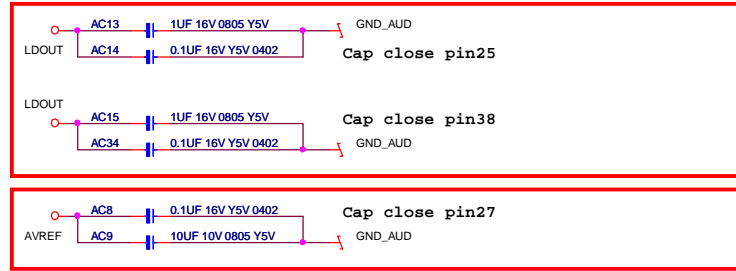 AC13 1UF 16V 0805 Y5V GND_AUD
LDOUT AC14 0.1UF 16V Y5V 0402 Cap close pin25
LDOUT
AC15 1UF 16V 0805 Y5V Cap close pin38
AC34 0.1UF 16V Y5V 0402 GND_AUD
AC8 0.1UF 16V Y5V 0402 Cap close pin27
AVREF AC9 10UF 10V 0805 Y5V GND_AUD